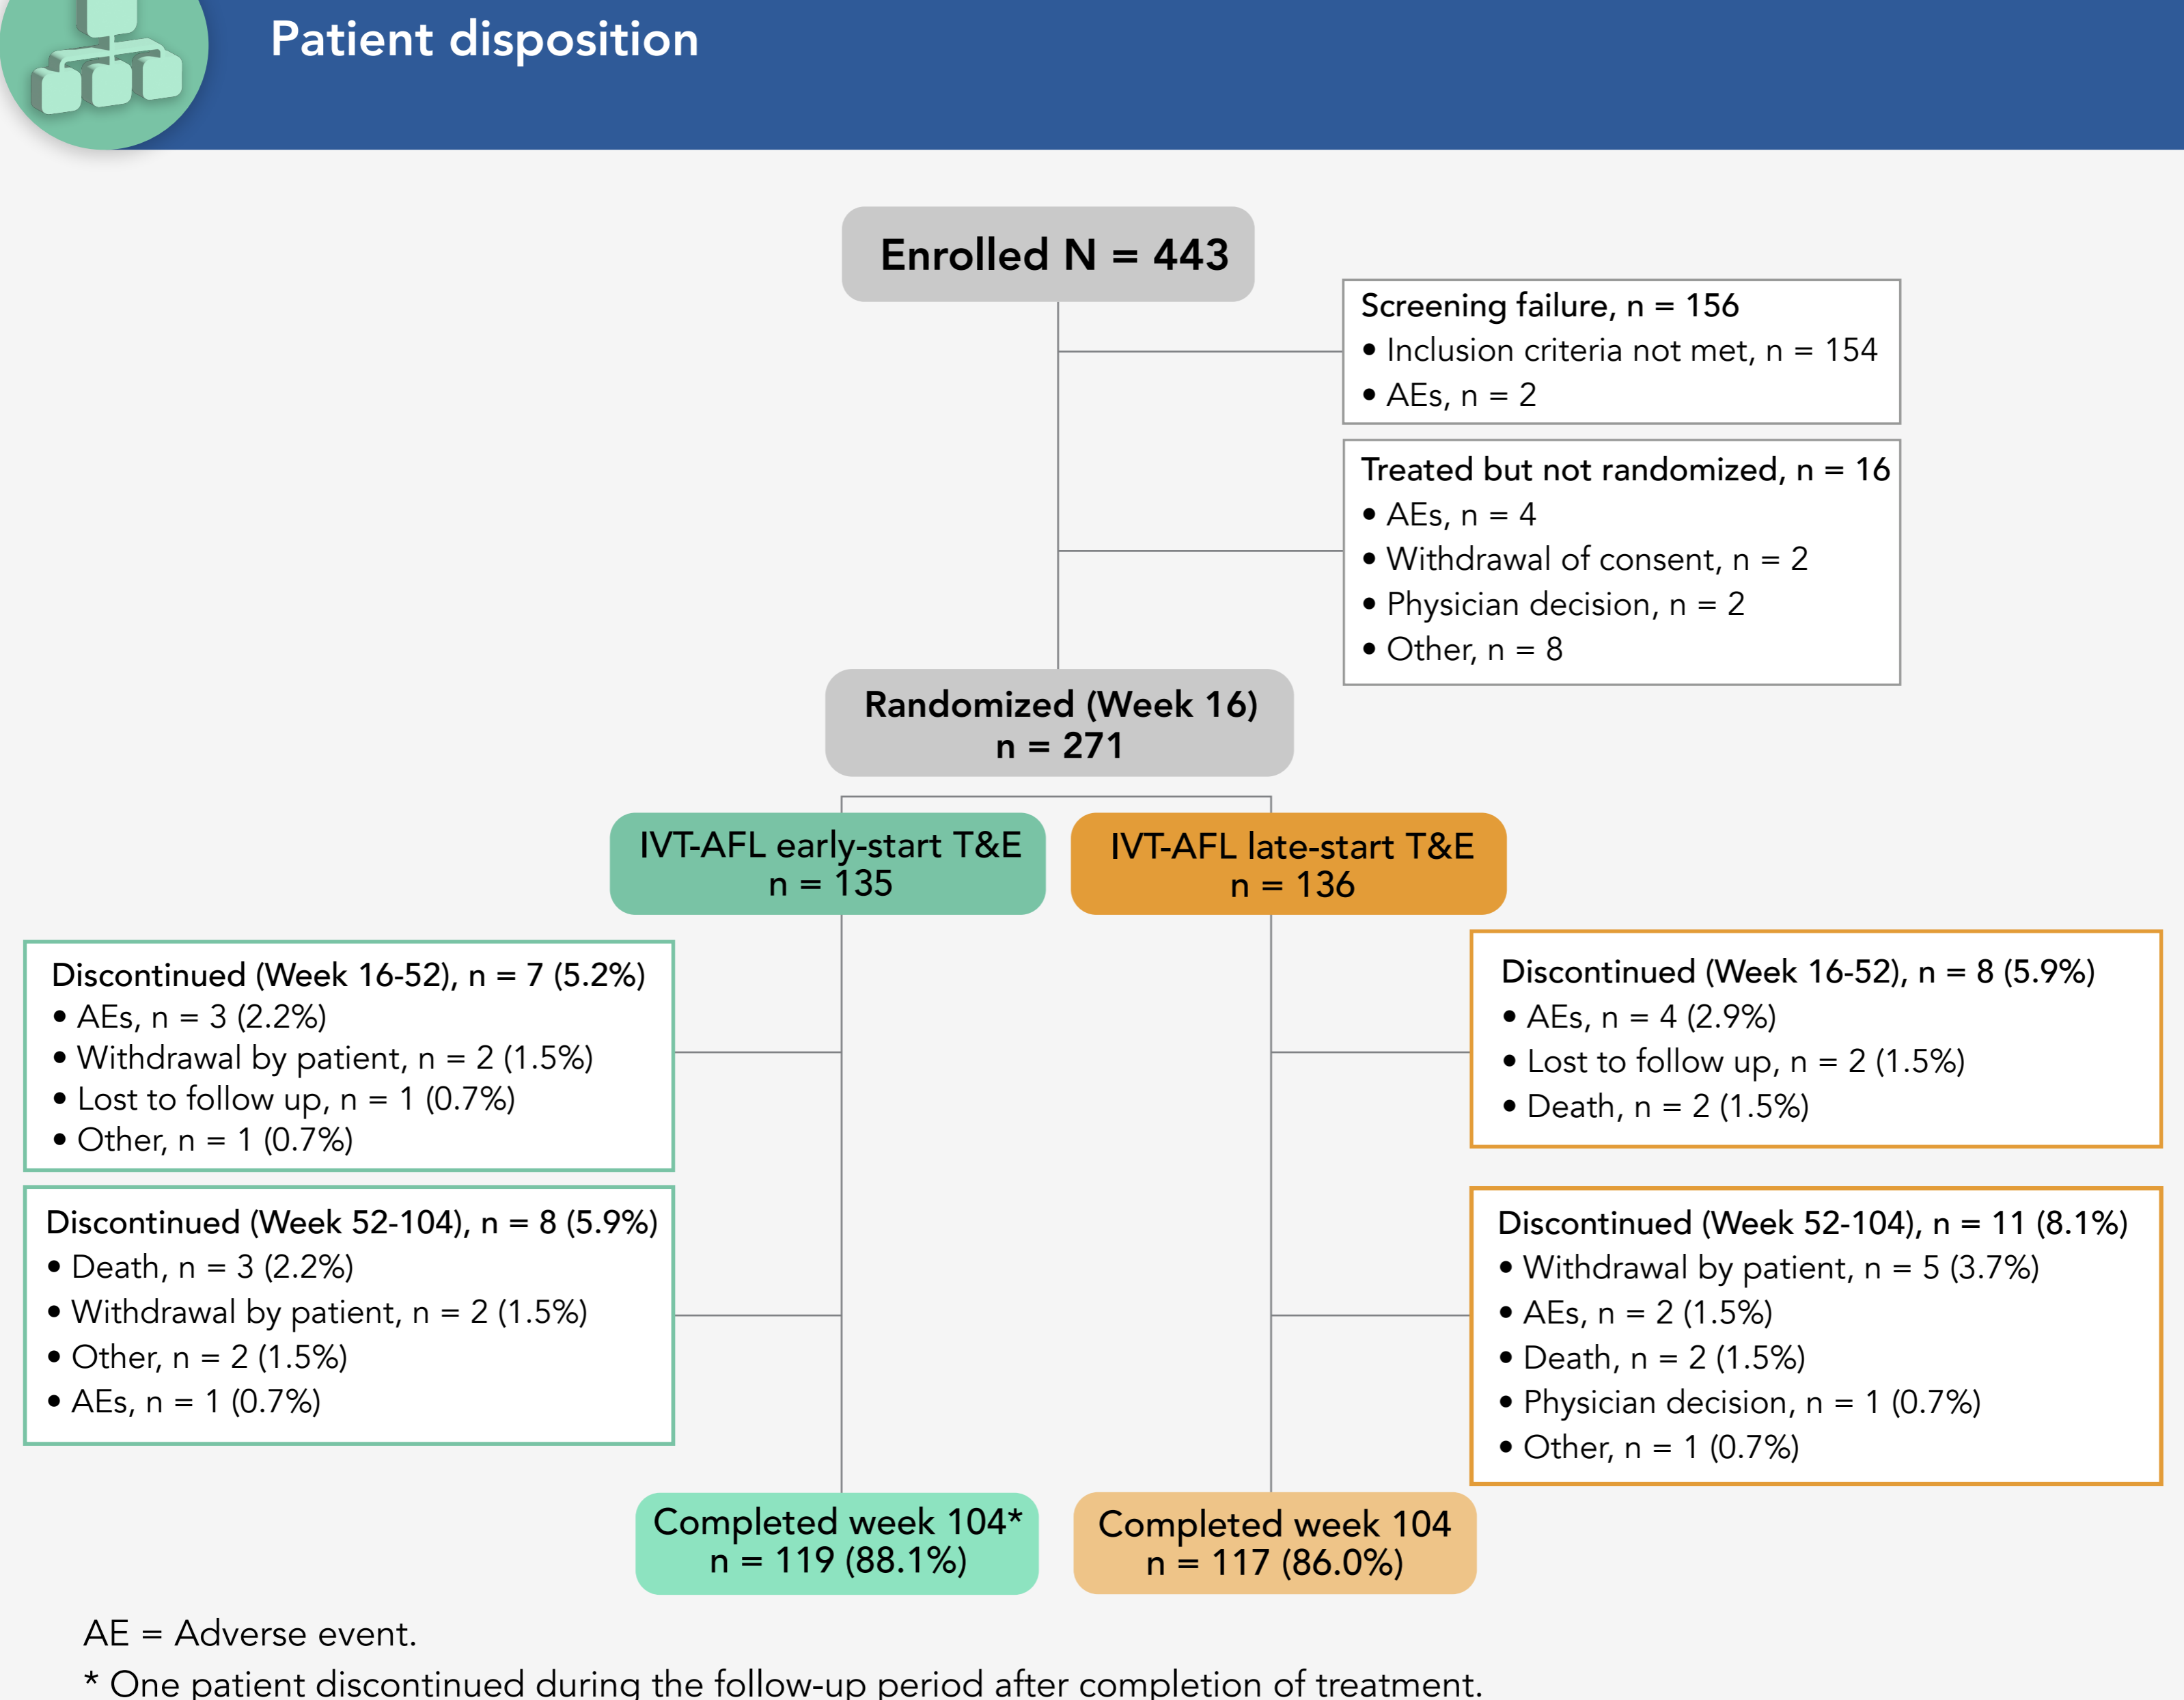 Patient disposition
Enrolled N = 443
Screening failure, n = 156
• Inclusion criteria not met, n = 154
• AEs, n = 2
Treated but not randomized, n = 16
• AEs, n = 4
• Withdrawal of consent, n = 2
• Physician decision, n = 2
• Other, n = 8
Randomized (Week 16)
n = 271
IVT-AFL early-start T&E
n = 135
IVT-AFL late-start T&E
n = 136
Discontinued (Week 16-52), n = 7 (5.2%)
• AEs, n = 3 (2.2%)
• Withdrawal by patient, n = 2 (1.5%)
• Lost to follow up, n = 1 (0.7%)
• Other, n = 1 (0.7%)
Discontinued (Week 16-52), n = 8 (5.9%)
• AEs, n = 4 (2.9%)
• Lost to follow up, n = 2 (1.5%)
• Death, n = 2 (1.5%)
Discontinued (Week 52-104), n = 8 (5.9%)
• Death, n = 3 (2.2%)
• Withdrawal by patient, n = 2 (1.5%)
• Other, n = 2 (1.5%)
• AEs, n = 1 (0.7%)
Discontinued (Week 52-104), n = 11 (8.1%)
• Withdrawal by patient, n = 5 (3.7%)
• AEs, n = 2 (1.5%)
• Death, n = 2 (1.5%)
• Physician decision, n = 1 (0.7%)
• Other, n = 1 (0.7%)
Completed week 104*
n = 119 (88.1%)
Completed week 104
n = 117 (86.0%)
AE = Adverse event.
* One patient discontinued during the follow-up period after completion of treatment.